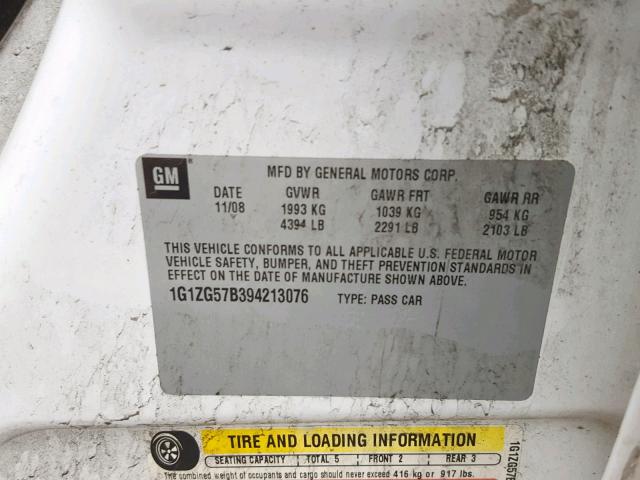 GM
MFD BY GENERAL MOTORS CORP.
DATE GVWR GAWR FRT GAWR RR
11/08 1993 KG 1039 KG 954 KG
4394 LB 2291 LB 2103 LB
THIS VEHICLE CONFORMS TO ALL APPLICABLE U.S. FEDERAL MOTOR
VEHICLE SAFETY, BUMPER, AND THEFT PREVENTION STANDARDS IN
EFFECT ON THE DATE OF MANUFACTURE SHOWN ABOVE.
1G1ZG57B394213076 TYPE: PASS CAR
TIRE AND LOADING INFORMATION
SEATING CAPACITY TOTAL 5 FRONT 2 REAR 3
The combined weight of occupants and cargo should never exceed 416 kg or 917 lbs.
1G1ZG57B